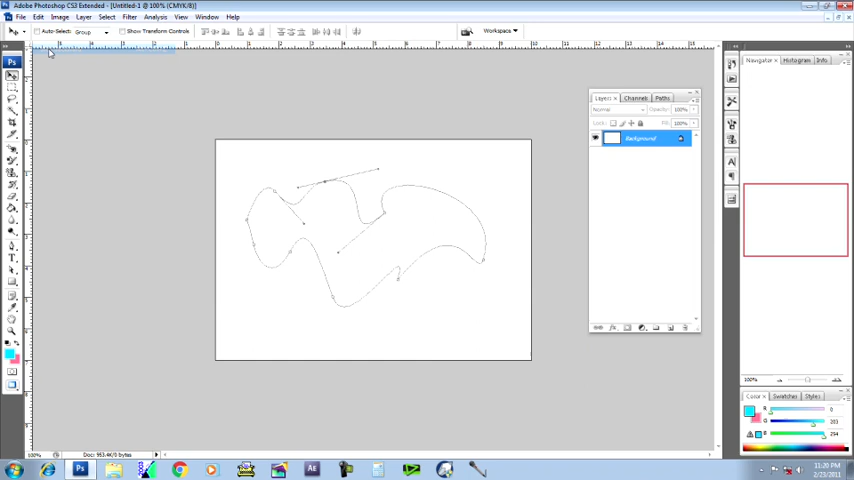 Adobe Photoshop CS3 Extended - [Untitled-1 @ 100% (CMYK/8)]
File Edit Image Layer Select Filter Analysis View Window Help
Auto-Select: Group Show Transform Controls Workspace
Ps
Layers Channels Paths
Normal Opacity: 100%
Lock: Fill: 100%
Background
Navigator Histogram Info
100%
Color Swatches Styles
R 0
G 203
B 254
100% Doc: 953.4K/0 bytes
Ps
AE
11:20 PM
2/23/2011